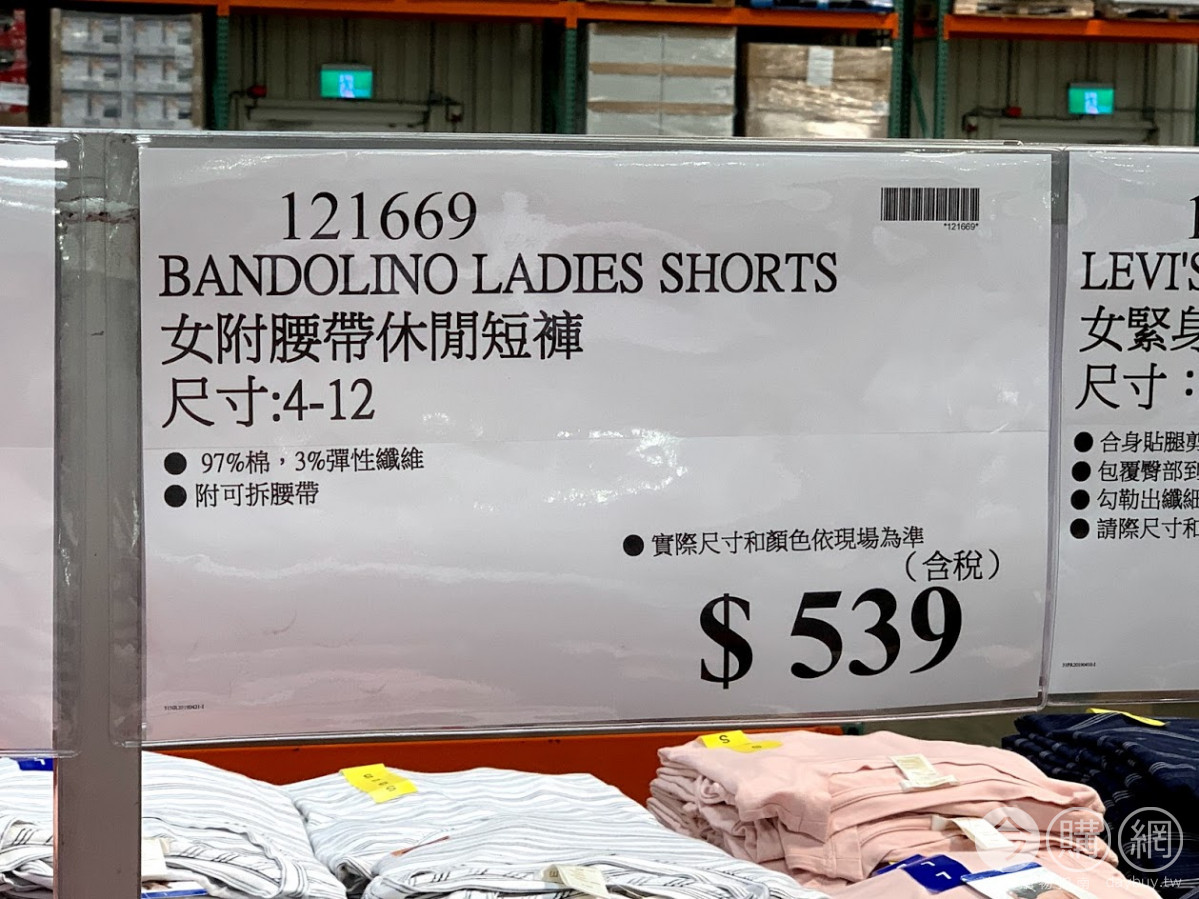 121669
*121669*
BANDOLINO LADIES SHORTS
女附腰帶休閒短褲
尺寸:4-12
● 97%棉，3%彈性纖維
● 附可拆腰帶
● 實際尺寸和顏色依現場為準
（含稅）
$ 539
LEVI'S
女緊身
尺寸：
● 合身貼腿剪
● 包覆臀部到
● 勾勒出纖細
● 請際尺寸和
S
L
購網